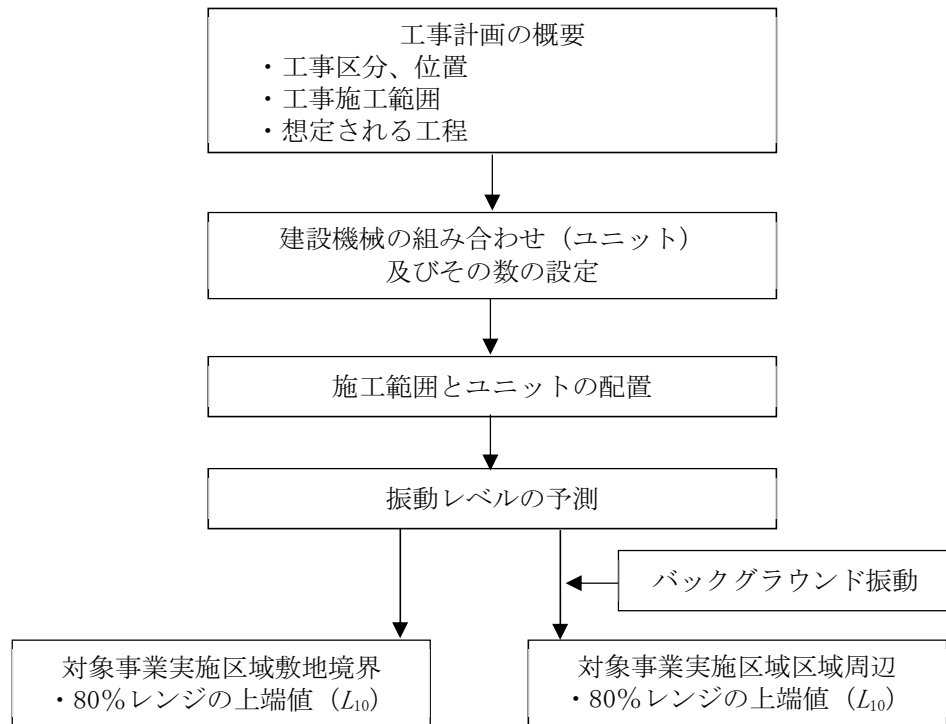 工事計画の概要
・工事区分、位置
・工事施工範囲
・想定される工程
建設機械の組み合わせ（ユニット）
及びその数の設定
施工範囲とユニットの配置
振動レベルの予測
バックグラウンド振動
対象事業実施区域敷地境界
・80％レンジの上端値（L10）
対象事業実施区域区域周辺
・80％レンジの上端値（L10）